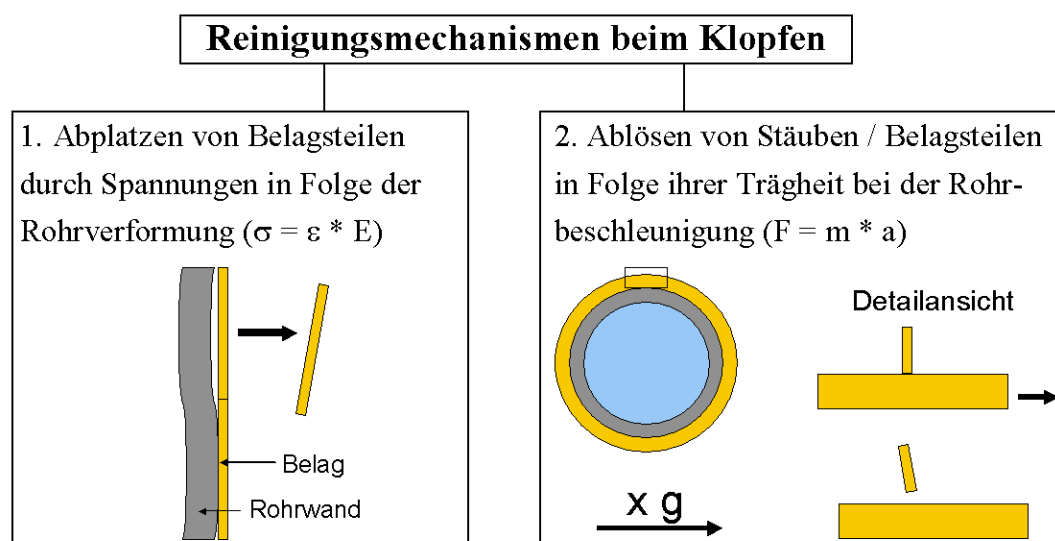 Reinigungsmechanismen beim Klopfen
1. Abplatzen von Belagsteilen
durch Spannungen in Folge der
Rohrverformung (σ = ε * E)
Belag
Rohrwand
2. Ablösen von Stäuben / Belagsteilen
in Folge ihrer Trägheit bei der Rohr-
beschleunigung (F = m * a)
Detailansicht
x g